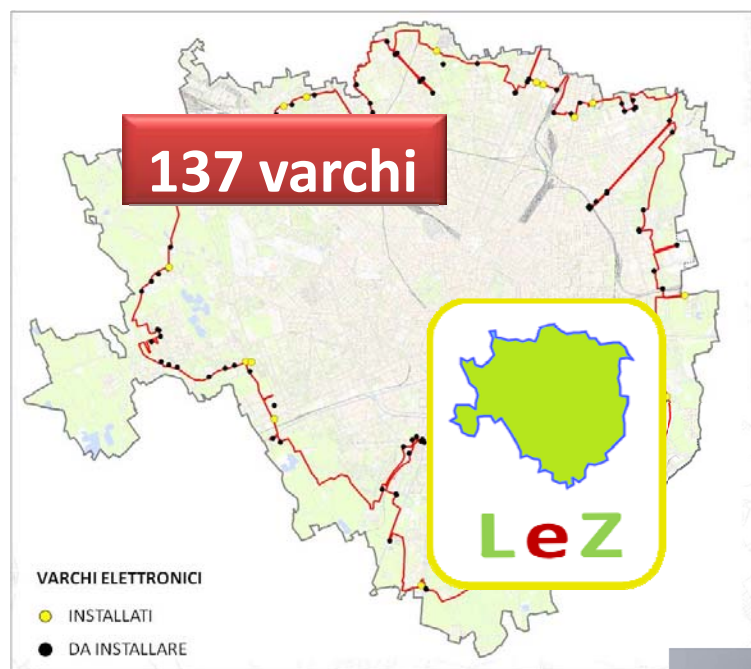 137 varchi
LeZ
VARCHI ELETTRONICI
INSTALLATI
DA INSTALLARE